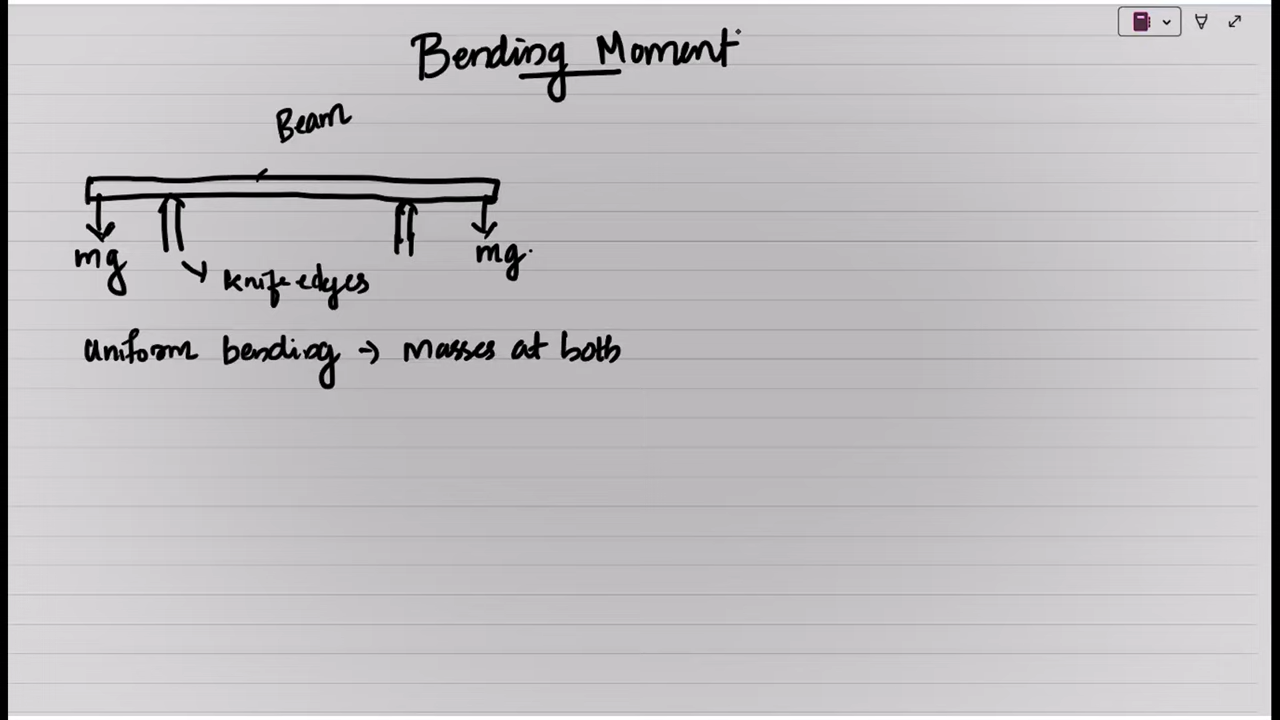 Bending Moment
Beam
mg
mg.
knife edges
uniform bending → masses at both